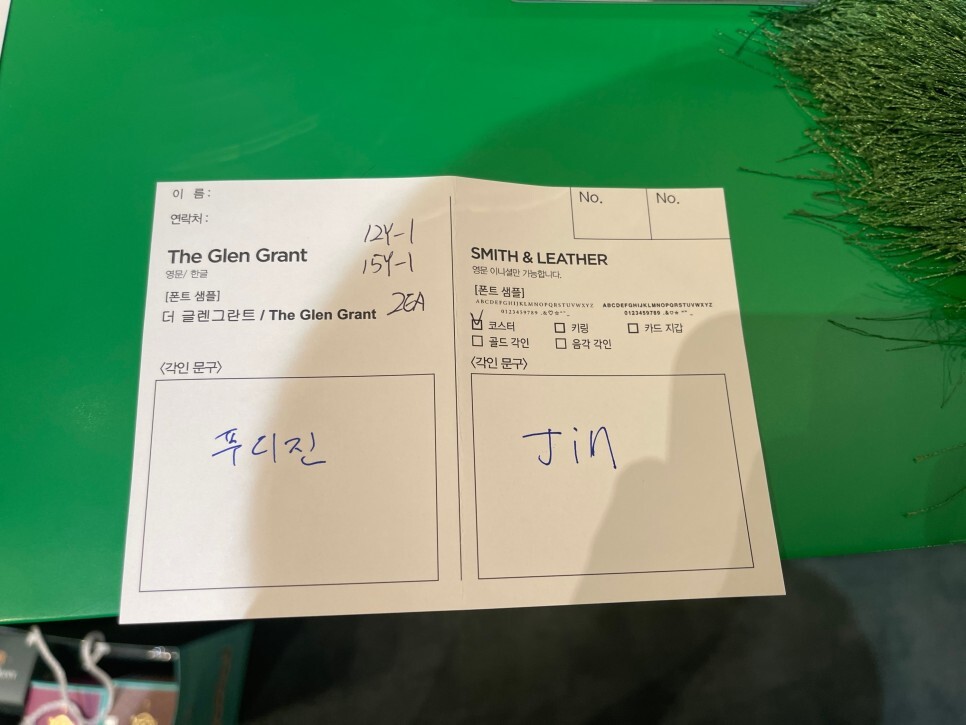 이 름 :
연락처 :
12Y-1
The Glen Grant
15Y-1
영문/ 한글
[폰트 샘플]
2EA
더 글렌그란트 / The Glen Grant
<각인 문구>
푸디진
No.
No.
SMITH & LEATHER
영문 이니셜만 가능합니다.
[폰트 샘플]
ABCDEFGHIJKLMNOPQRSTUVWXYZ ABCDEFGHIJKLMNOPQRSTUVWXYZ
0123459789 .&♡☆"" _ 0123459789 .&♡☆"" _
코스터 키링 카드 지갑
골드 각인 음각 각인
<각인 문구>
Jin